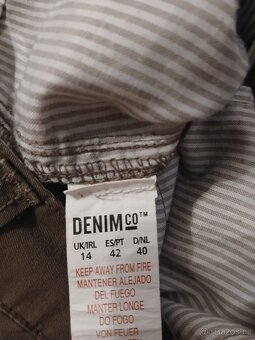 DENIM CO™
UK/IRL ES/PT D/NL
14 42 40
KEEP AWAY FROM FIRE
MANTENER ALEJADO
DEL FUEGO
MANTER LONGE
DO FOGO
VON FEUER